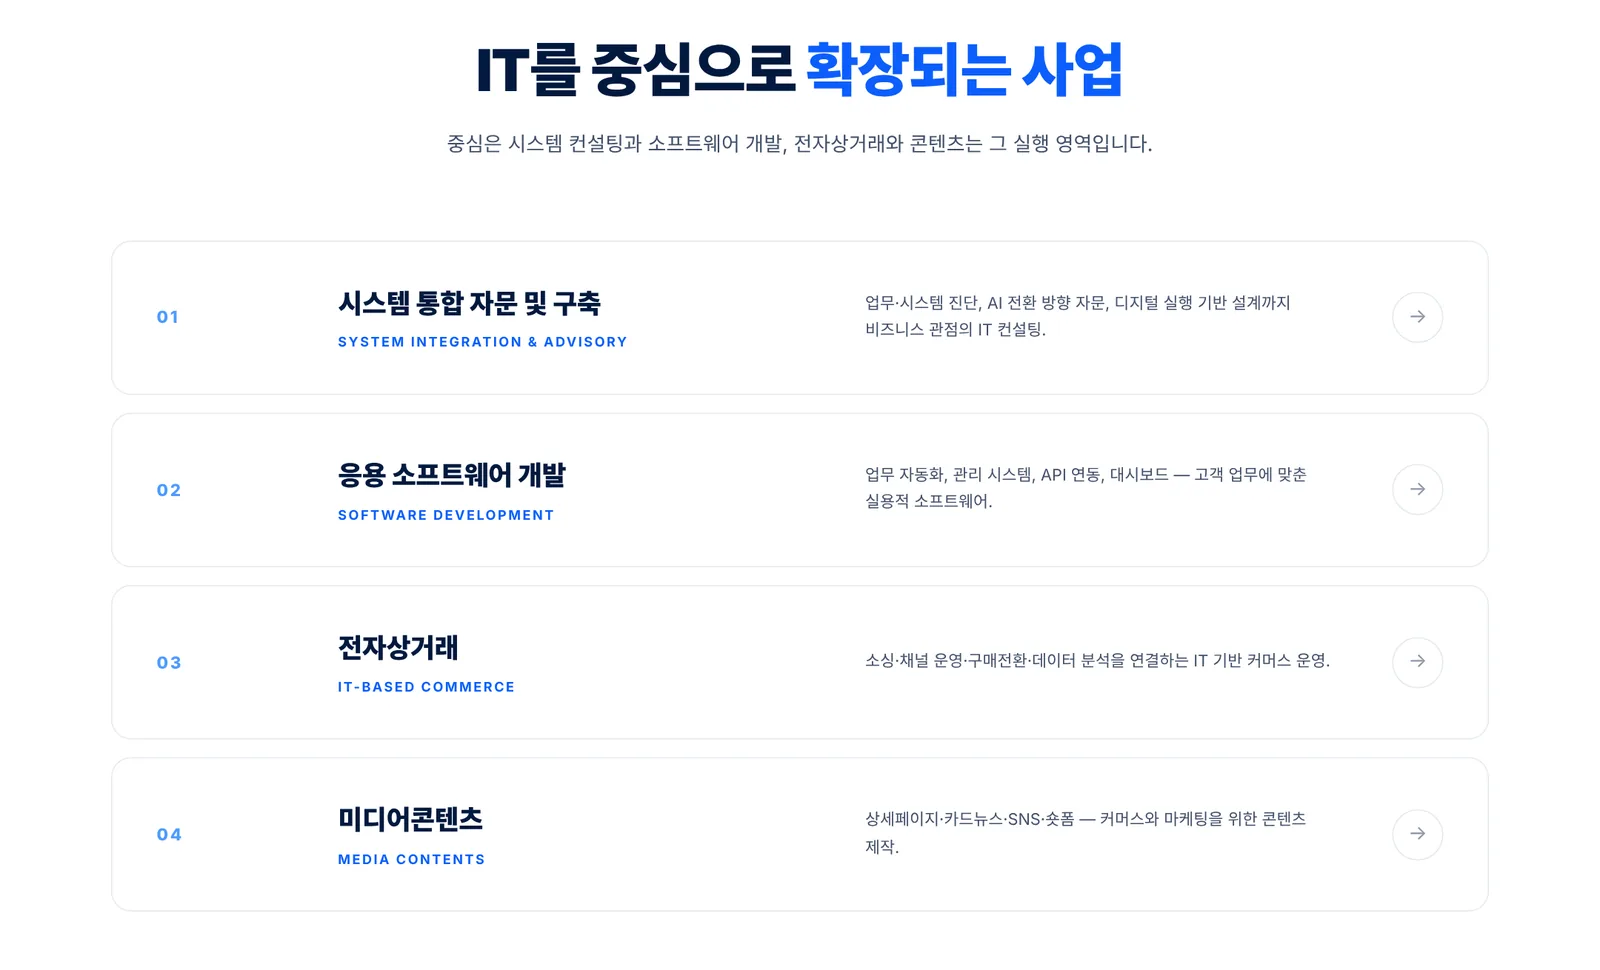 IT를 중심으로 확장되는 사업
중심은 시스템 컨설팅과 소프트웨어 개발, 전자상거래와 콘텐츠는 그 실행 영역입니다.
01
시스템 통합 자문 및 구축
SYSTEM INTEGRATION & ADVISORY
업무·시스템 진단, AI 전환 방향 자문, 디지털 실행 기반 설계까지
비즈니스 관점의 IT 컨설팅.
02
응용 소프트웨어 개발
SOFTWARE DEVELOPMENT
업무 자동화, 관리 시스템, API 연동, 대시보드 — 고객 업무에 맞춘
실용적 소프트웨어.
03
전자상거래
IT-BASED COMMERCE
소싱·채널 운영·구매전환·데이터 분석을 연결하는 IT 기반 커머스 운영.
04
미디어콘텐츠
MEDIA CONTENTS
상세페이지·카드뉴스·SNS·숏폼 — 커머스와 마케팅을 위한 콘텐츠
제작.